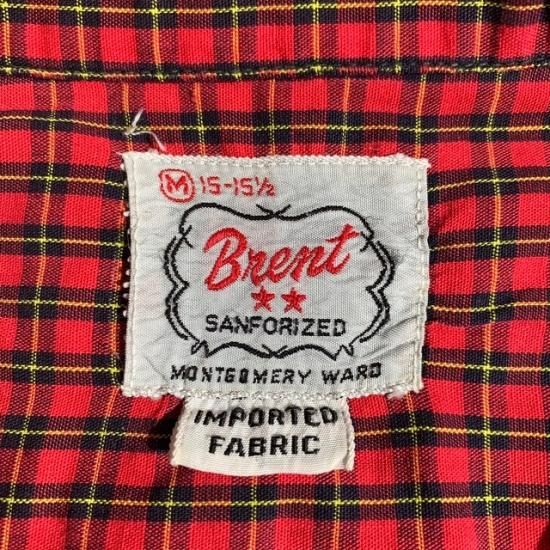 M 15-15½
Brent
SANFORIZED
MONTGOMERY WARD
IMPORTED
FABRIC